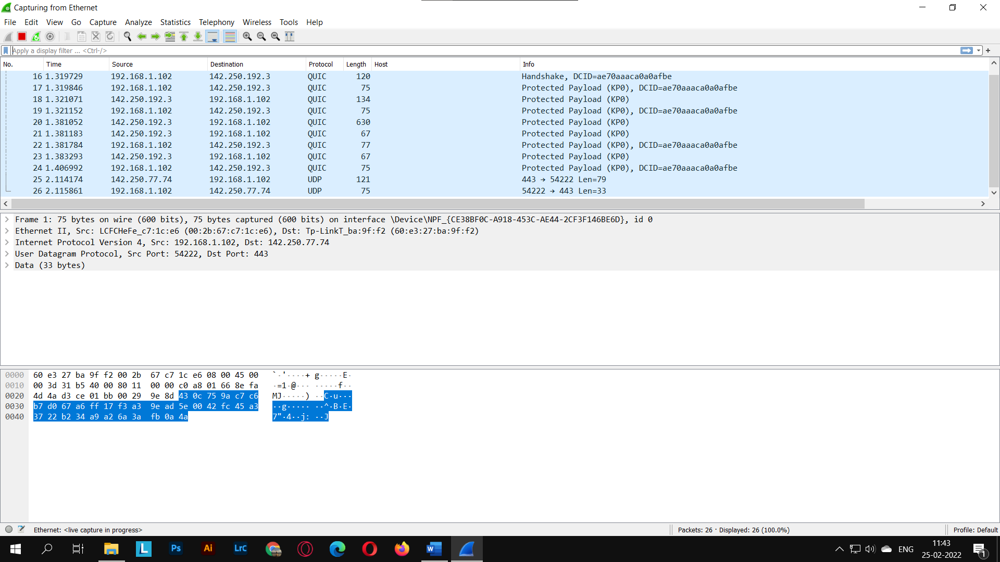 Capturing from Ethernet
File Edit View Go Capture Analyze Statistics Telephony Wireless Tools Help
Apply a display filter ... <Ctrl-/>
No. Time Source Destination Protocol Length Host Info
16 1.319729 192.168.1.102 142.250.192.3 QUIC 120 Handshake, DCID=ae70aaaca0a0afbe
17 1.319846 192.168.1.102 142.250.192.3 QUIC 75 Protected Payload (KP0), DCID=ae70aaaca0a0afbe
18 1.321071 142.250.192.3 192.168.1.102 QUIC 134 Protected Payload (KP0)
19 1.321152 192.168.1.102 142.250.192.3 QUIC 75 Protected Payload (KP0), DCID=ae70aaaca0a0afbe
20 1.381052 142.250.192.3 192.168.1.102 QUIC 630 Protected Payload (KP0)
21 1.381183 142.250.192.3 192.168.1.102 QUIC 67 Protected Payload (KP0)
22 1.381784 192.168.1.102 142.250.192.3 QUIC 77 Protected Payload (KP0), DCID=ae70aaaca0a0afbe
23 1.383293 142.250.192.3 192.168.1.102 QUIC 67 Protected Payload (KP0)
24 1.406992 192.168.1.102 142.250.192.3 QUIC 75 Protected Payload (KP0), DCID=ae70aaaca0a0afbe
25 2.114174 142.250.77.74 192.168.1.102 UDP 121 443 → 54222 Len=79
26 2.115861 192.168.1.102 142.250.77.74 UDP 75 54222 → 443 Len=33
Frame 1: 75 bytes on wire (600 bits), 75 bytes captured (600 bits) on interface \Device\NPF_{CE38BF0C-A918-453C-AE44-2CF3F146BE6D}, id 0
Ethernet II, Src: LCFCHeFe_c7:1c:e6 (00:2b:67:c7:1c:e6), Dst: Tp-LinkT_ba:9f:f2 (60:e3:27:ba:9f:f2)
Internet Protocol Version 4, Src: 192.168.1.102, Dst: 142.250.77.74
User Datagram Protocol, Src Port: 54222, Dst Port: 443
Data (33 bytes)
0000 60 e3 27 ba 9f f2 00 2b 67 c7 1c e6 08 00 45 00 `·'····+ g·····E·
0010 00 3d 31 b5 40 00 80 11 00 00 c0 a8 01 66 8e fa ·=1·@··· ·····f··
0020 4d 4a d3 ce 01 bb 00 29 9e 8d 43 0c 75 9a c7 c6 MJ·····) ··C·u···
0030 b7 d0 67 a6 ff 17 f3 a3 9e ad 5e 00 42 fc 45 a3 ··g····· ··^·B·E·
0040 37 22 b2 34 a9 a2 6a 3a fb 0a 4a 7"·4··j: ··J
Ethernet: <live capture in progress> Packets: 26 · Displayed: 26 (100.0%) Profile: Default
L Ps Ai LrC W ENG 11:43
25-02-2022 1